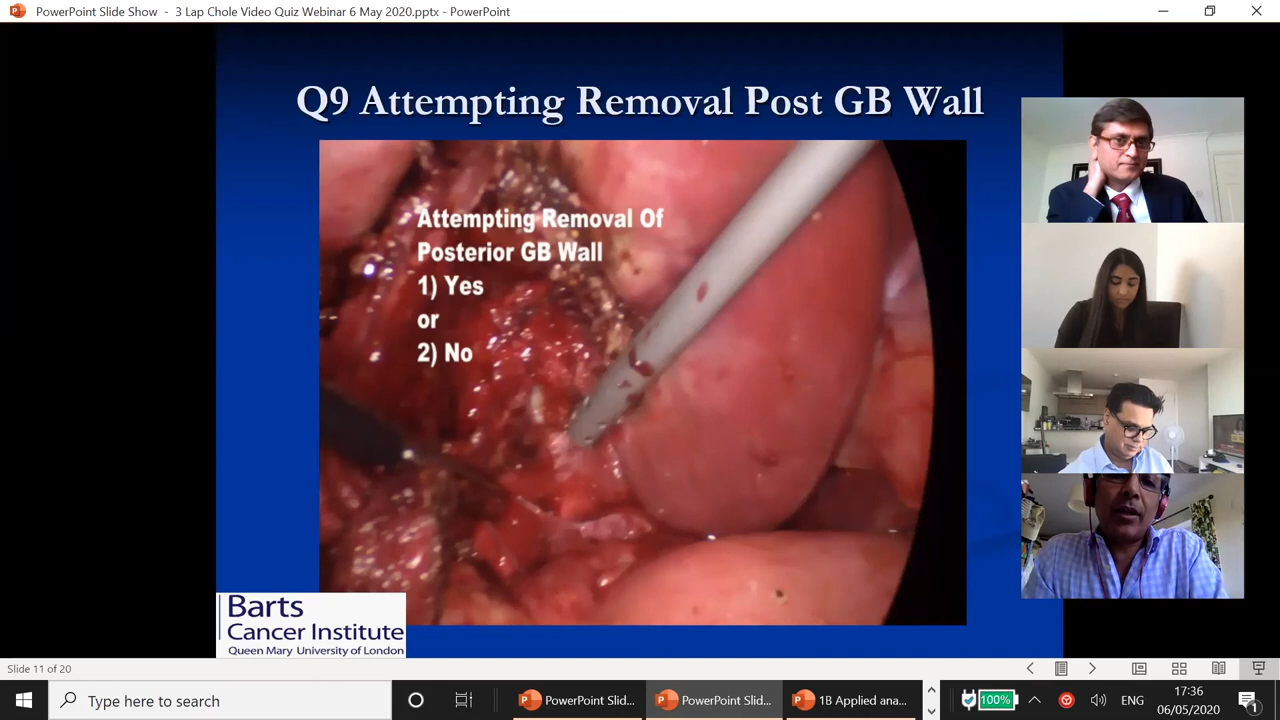 PowerPoint Slide Show - 3 Lap Chole Video Quiz Webinar 6 May 2020.pptx - PowerPoint
Q9 Attempting Removal Post GB Wall
Attempting Removal Of
Posterior GB Wall
1) Yes
or
2) No
Barts
Cancer Institute
Queen Mary University of London
Slide 11 of 20
Type here to search
PowerPoint Slid...
PowerPoint Slid...
1B Applied ana...
100%
ENG
17:36
06/05/2020
1